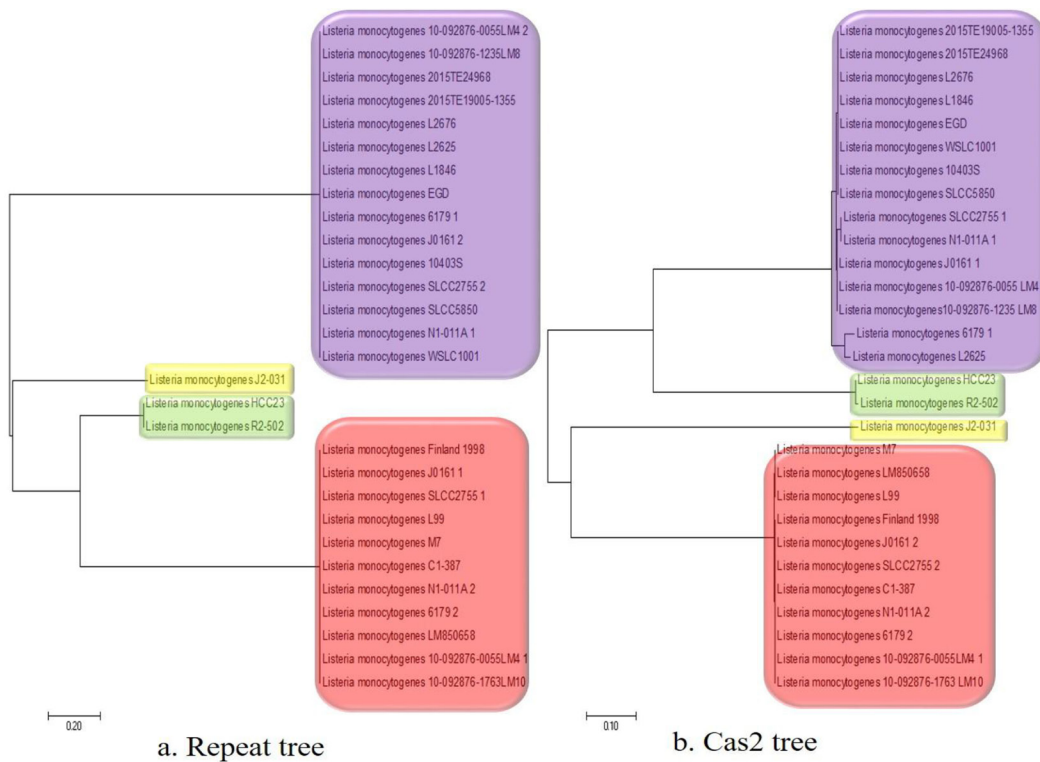 Listeria monocytogenes 10-092876-0055LM4 2
Listeria monocytogenes 10-092876-1235LM8
Listeria monocytogenes 2015TE24968
Listeria monocytogenes 2015TE19005-1355
Listeria monocytogenes L2676
Listeria monocytogenes L2625
Listeria monocytogenes L1846
Listeria monocytogenes EGD
Listeria monocytogenes 6179 1
Listeria monocytogenes J0161 2
Listeria monocytogenes 10403S
Listeria monocytogenes SLCC2755 2
Listeria monocytogenes SLCC5850
Listeria monocytogenes N1-011A 1
Listeria monocytogenes WSLC1001
Listeria monocytogenes J2-031
Listeria monocytogenes HCC23
Listeria monocytogenes R2-502
Listeria monocytogenes Finland 1998
Listeria monocytogenes J0161 1
Listeria monocytogenes SLCC2755 1
Listeria monocytogenes L99
Listeria monocytogenes M7
Listeria monocytogenes C1-387
Listeria monocytogenes N1-011A 2
Listeria monocytogenes 6179 2
Listeria monocytogenes LM850658
Listeria monocytogenes 10-092876-0055LM4 1
Listeria monocytogenes 10-092876-1763LM10
0.20
a. Repeat tree
Listeria monocytogenes 2015TE19005-1355
Listeria monocytogenes 2015TE24968
Listeria monocytogenes L2676
Listeria monocytogenes L1846
Listeria monocytogenes EGD
Listeria monocytogenes WSLC1001
Listeria monocytogenes 10403S
Listeria monocytogenes SLCC5850
Listeria monocytogenes SLCC2755 1
Listeria monocytogenes N1-011A 1
Listeria monocytogenes J0161 1
Listeria monocytogenes 10-092876-0055 LM4
Listeria monocytogenes10-092876-1235 LM8
Listeria monocytogenes 6179 1
Listeria monocytogenes L2625
Listeria monocytogenes HCC23
Listeria monocytogenes R2-502
Listeria monocytogenes J2-031
Listeria monocytogenes M7
Listeria monocytogenes LM850658
Listeria monocytogenes L99
Listeria monocytogenes Finland 1998
Listeria monocytogenes J0161 2
Listeria monocytogenes SLCC2755 2
Listeria monocytogenes C1-387
Listeria monocytogenes N1-011A 2
Listeria monocytogenes 6179 2
Listeria monocytogenes 10-092876-0055LM4 1
Listeria monocytogenes 10-092876-1763 LM10
0.10
b. Cas2 tree